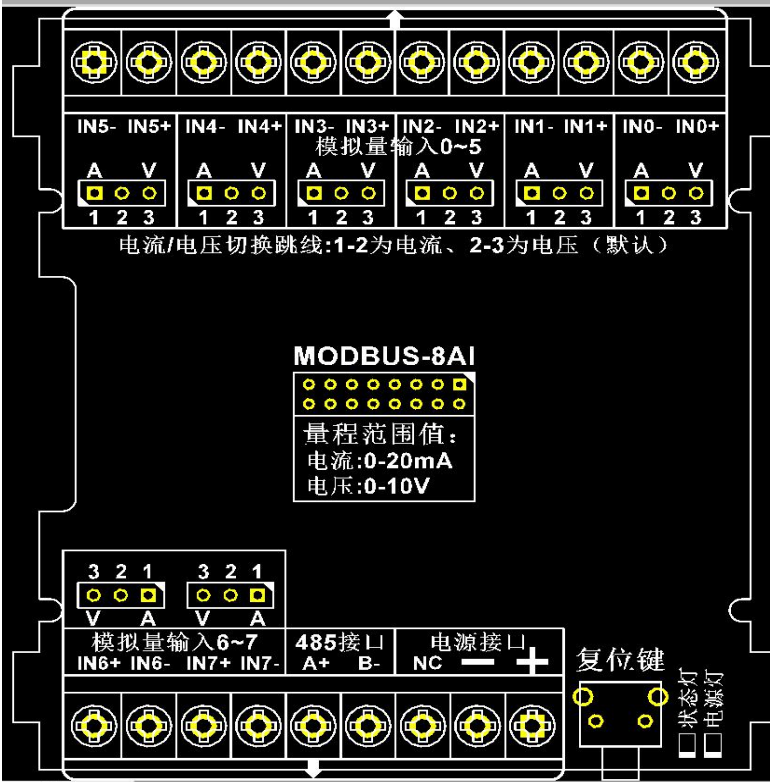 IN5- IN5+ IN4- IN4+ IN3- IN3+ IN2- IN2+ IN1- IN1+ IN0- IN0+
模拟量输入0~5
A V A V A V A V A V A V
1 2 3 1 2 3 1 2 3 1 2 3 1 2 3 1 2 3
电流/电压切换跳线:1-2为电流、2-3为电压（默认）
MODBUS-8AI
量程范围值：
电流:0-20mA
电压:0-10V
3 2 1 3 2 1
V A V A
模拟量输入6~7 485接口 电源接口
IN6+ IN6- IN7+ IN7- A+ B- NC — +
复位键
状态灯
电源灯